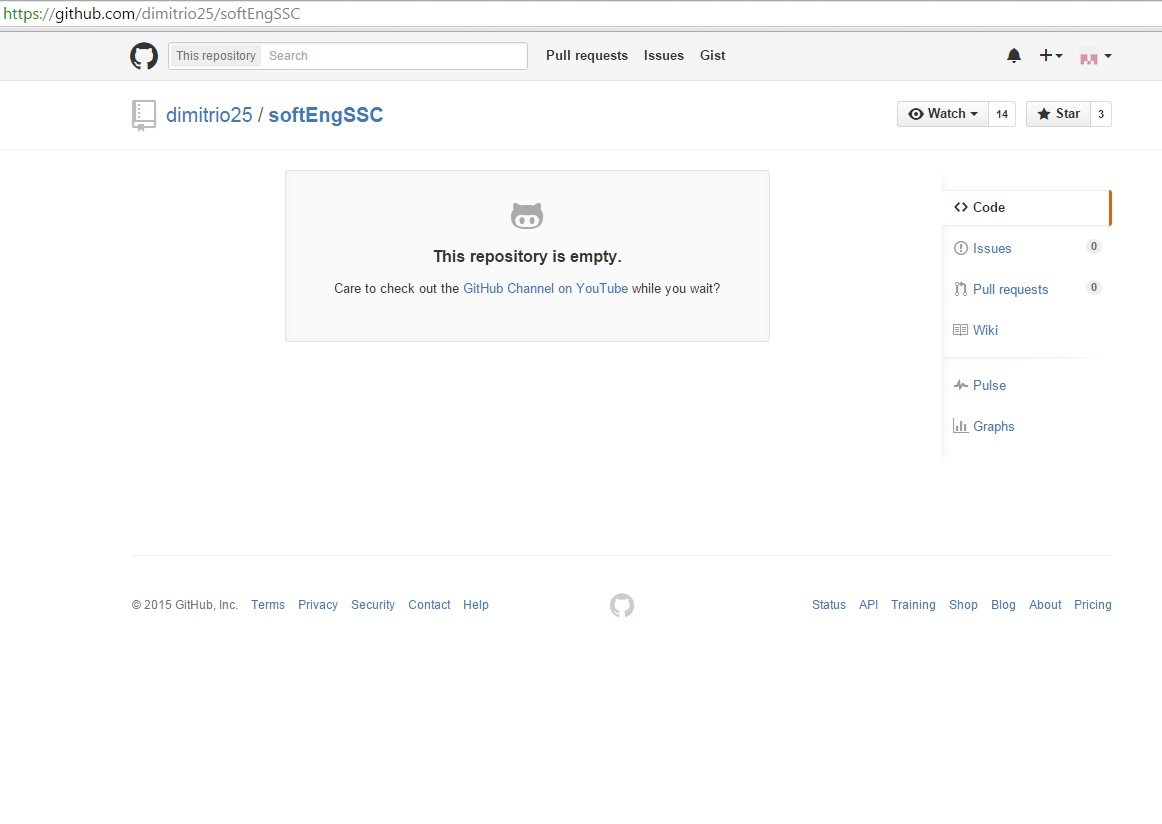 https://github.com/dimitrio25/softEngSSC
This repository Search Pull requests Issues Gist
dimitrio25 / softEngSSC
Watch 14 Star 3
This repository is empty.
Care to check out the GitHub Channel on YouTube while you wait?
Code
Issues 0
Pull requests 0
Wiki
Pulse
Graphs
© 2015 GitHub, Inc. Terms Privacy Security Contact Help Status API Training Shop Blog About Pricing